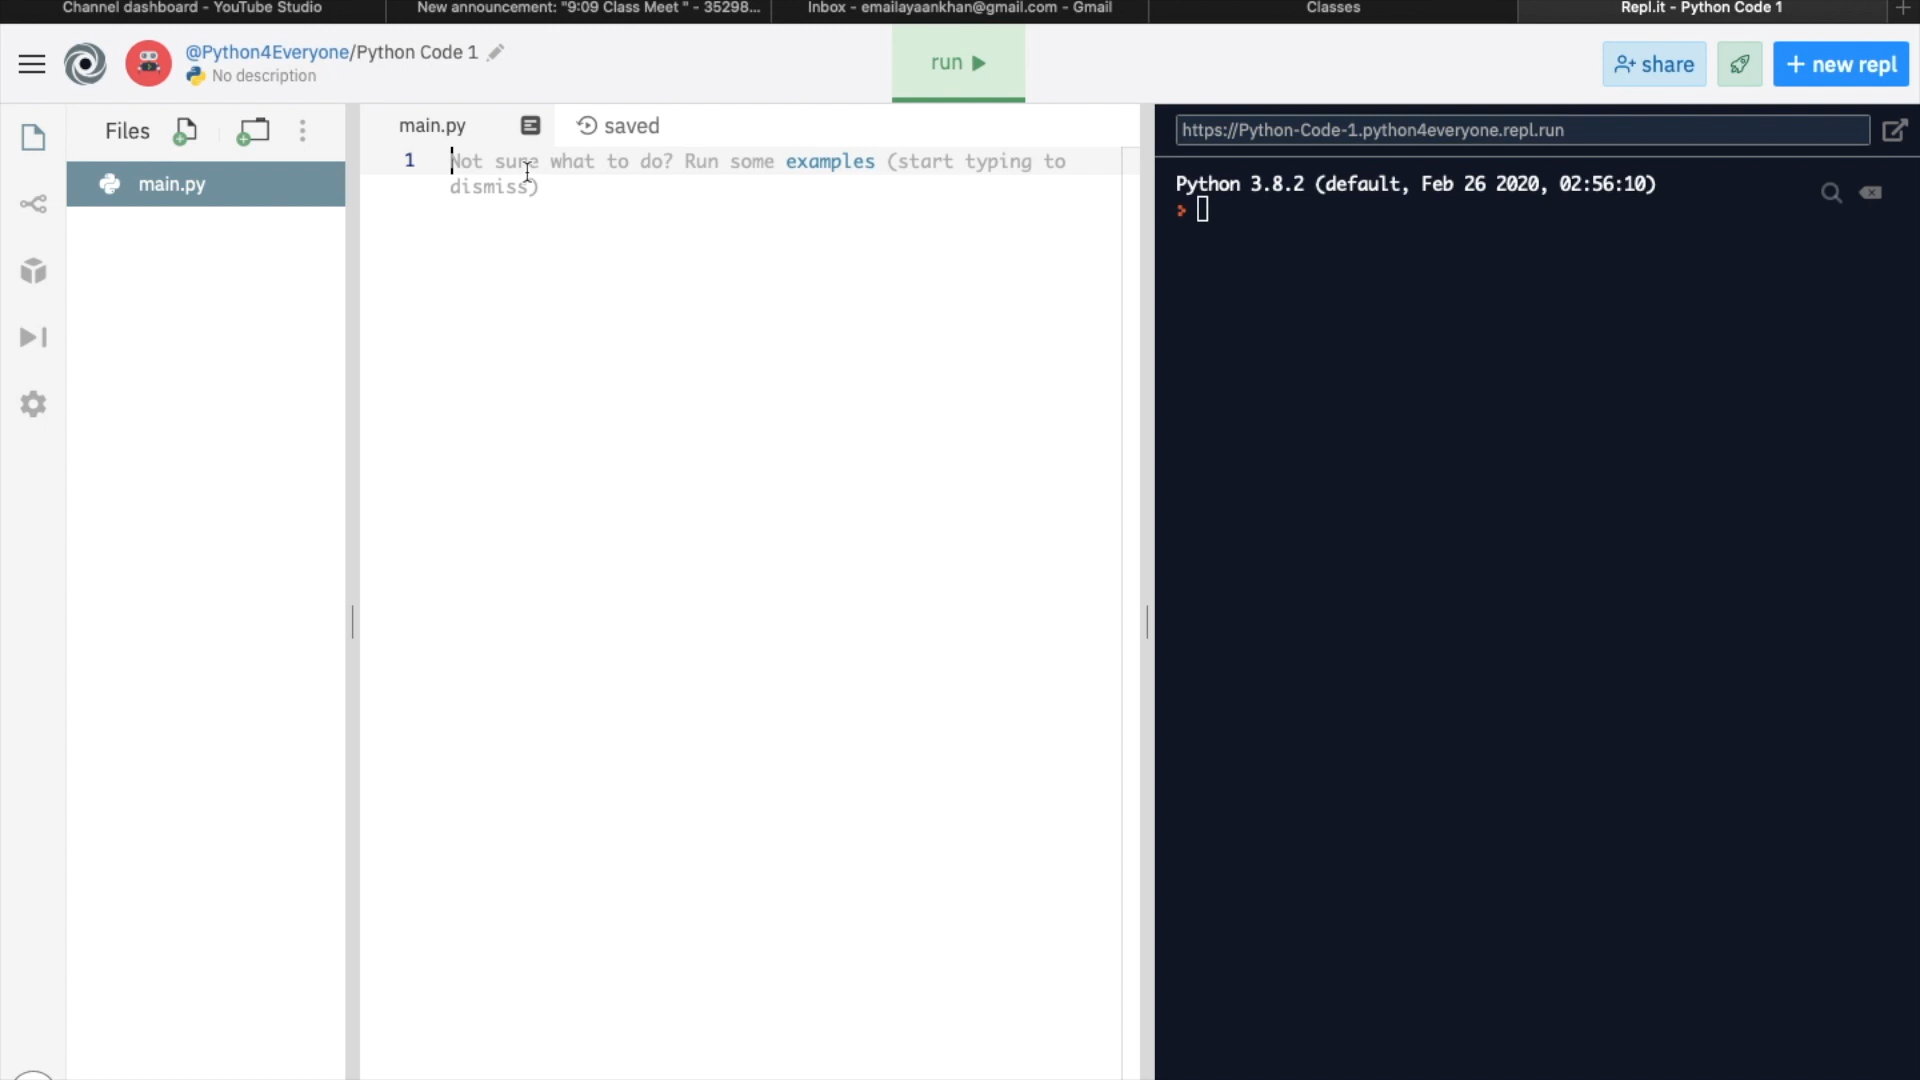 Channel dashboard - YouTube Studio
New announcement: "9:09 Class Meet " - 35298...
Inbox - emailayaankhan@gmail.com - Gmail
Classes
Repl.it - Python Code 1
@Python4Everyone/Python Code 1
No description
run
share
+ new repl
Files
main.py
saved
main.py
1 Not sure what to do? Run some examples (start typing to
dismiss)
https://Python-Code-1.python4everyone.repl.run
Python 3.8.2 (default, Feb 26 2020, 02:56:10)